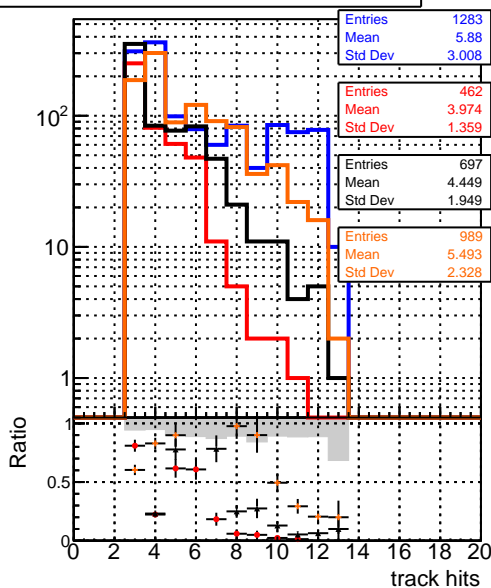 Entries 1283
Mean 5.88
Std Dev 3.008
Entries 462
Mean 3.974
Std Dev 1.359
Entries 697
Mean 4.449
Std Dev 1.949
Entries 989
Mean 5.493
Std Dev 2.328
10²
10
1
Ratio
1
0.5
0
0 2 4 6 8 10 12 14 16 18 20
track hits